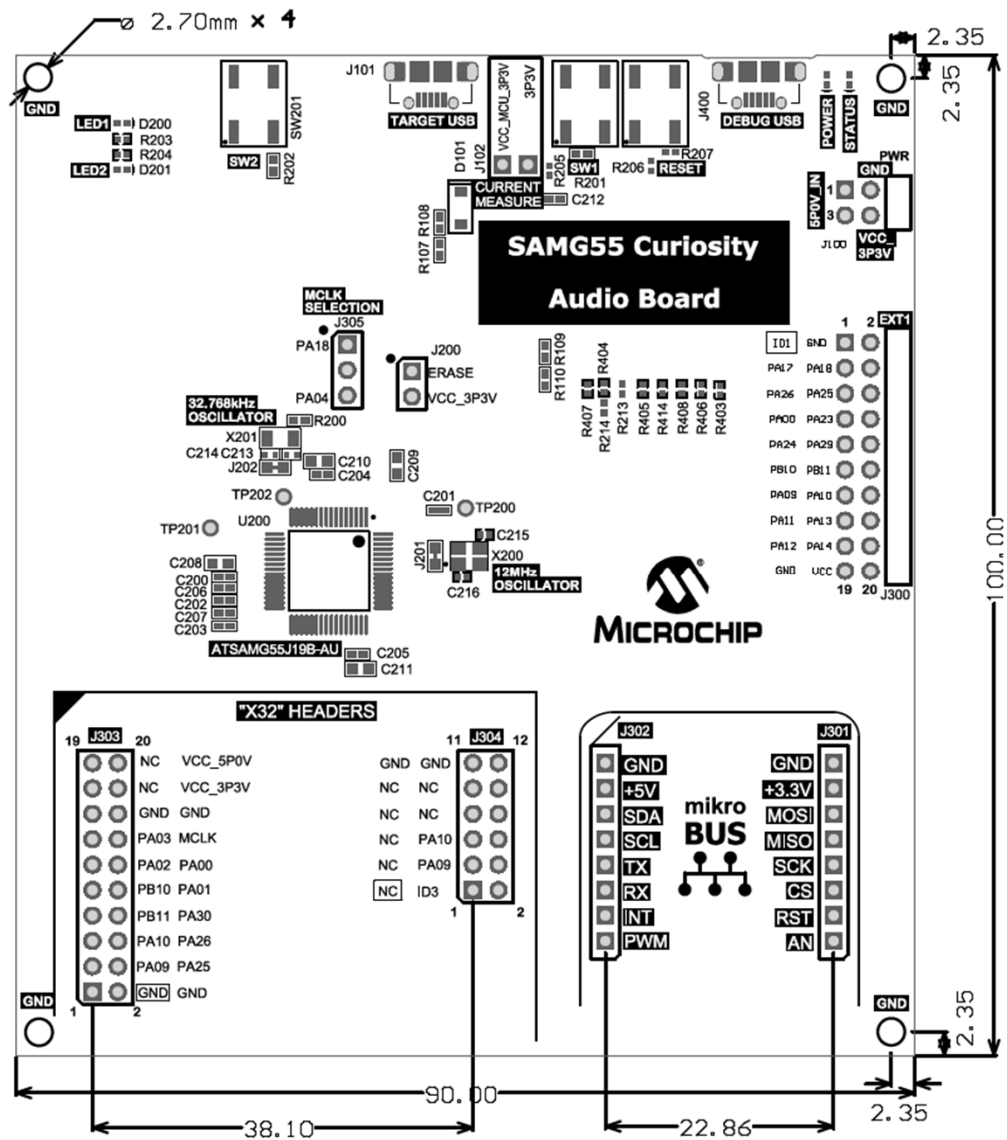 ⌀ 2.70mm × 4
2.35
2.35
GND
GND
LED1 D200
R203
R204
LED2 D201
SW201
SW2
R202
J101
TARGET USB
VCC_MCU_3P3V
3P3V
D101
J102
CURRENT
MEASURE
R205
SW1
R201
C212
R206
R207
RESET
J400
DEBUG USB
POWER
STATUS
PWR
GND
5P0V_IN
1
3
J100
VCC_
3P3V
R108
R107
SAMG55 Curiosity
Audio Board
MCLK
SELECTION
J305
PA18
PA04
J200
ERASE
VCC_3P3V
R109
R110
R407
R404
R214
R213
R405
R414
R408
R406
R403
1 2
EXT1
ID1 GND
PA17 PA18
PA26 PA25
PA00 PA23
PA24 PA29
PB10 PB11
PA09 PA10
PA11 PA13
PA12 PA14
GND VCC
19 20
J300
32.768kHz
OSCILLATOR
R200
X201
C214 C213
J202
C210
C204
C209
TP202
TP201
U200
C201
TP200
C215
J201
X200
12MHz
OSCILLATOR
C216
C208
C200
C206
C202
C207
C203
ATSAMG55J19B-AU
C205
C211
MICROCHIP
100.00
"X32" HEADERS
19 J303 20
NC VCC_5P0V
NC VCC_3P3V
GND GND
PA03 MCLK
PA02 PA00
PB10 PA01
PB11 PA30
PA10 PA26
PA09 PA25
GND GND
1 2
11 J304 12
GND GND
NC NC
NC NC
NC PA10
NC PA09
NC ID3
1 2
J302
GND
+5V
SDA
SCL
TX
RX
INT
PWM
mikro
BUS
J301
GND
+3.3V
MOSI
MISO
SCK
CS
RST
AN
GND
GND
2.35
2.35
90.00
38.10
22.86